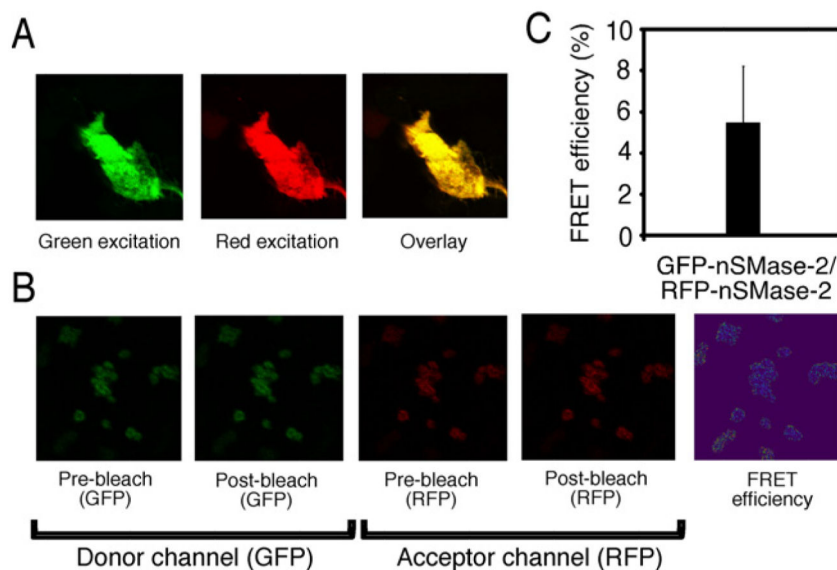 A
Green excitation
Red excitation
Overlay
C
FRET efficiency (%)
10
8
6
4
2
0
GFP-nSMase-2/
RFP-nSMase-2
B
Pre-bleach
(GFP)
Post-bleach
(GFP)
Pre-bleach
(RFP)
Post-bleach
(RFP)
FRET
efficiency
Donor channel (GFP)
Acceptor channel (RFP)